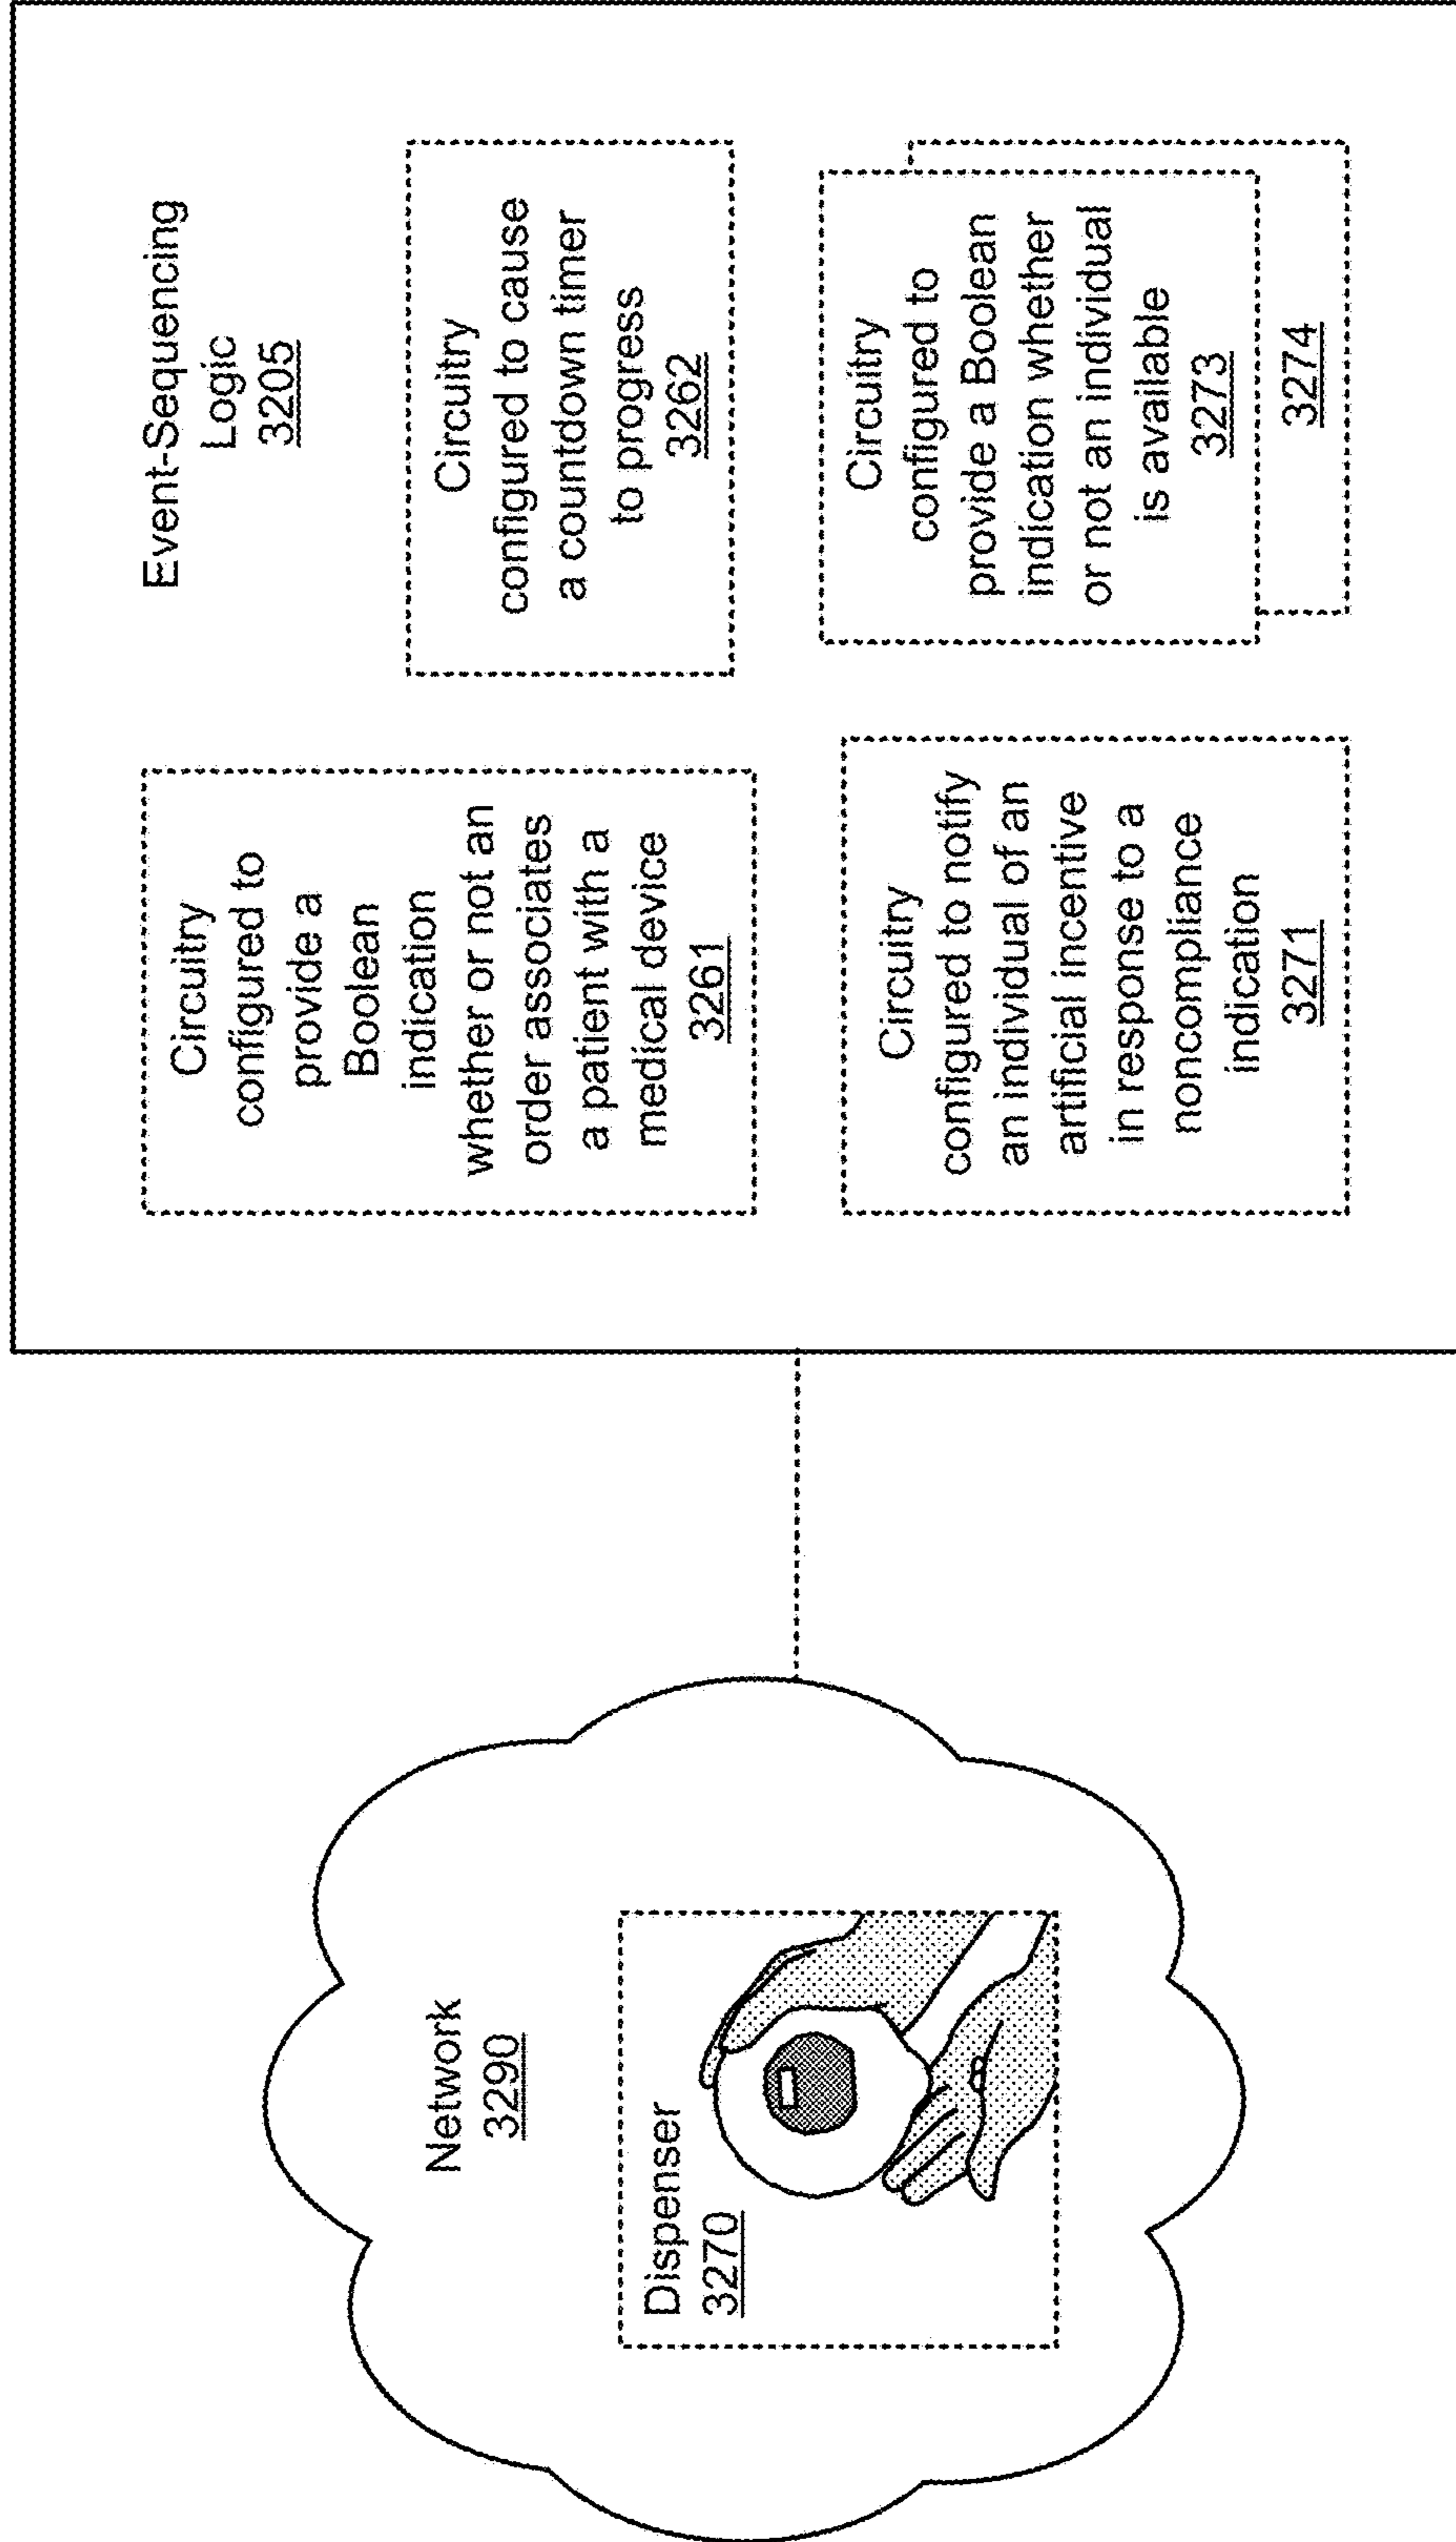 Network
3290
Dispenser
3270
Event-Sequencing
Logic
3205
Circuitry
configured to
provide a
Boolean
indication
whether or not an
order associates
a patient with a
medical device
3261
Circuitry
configured to cause
a countdown timer
to progress
3262
Circuitry
configured to notify
an individual of an
artificial incentive
in response to a
noncompliance
indication
3271
Circuitry
configured to
provide a Boolean
indication whether
or not an individual
is available
3273
3274